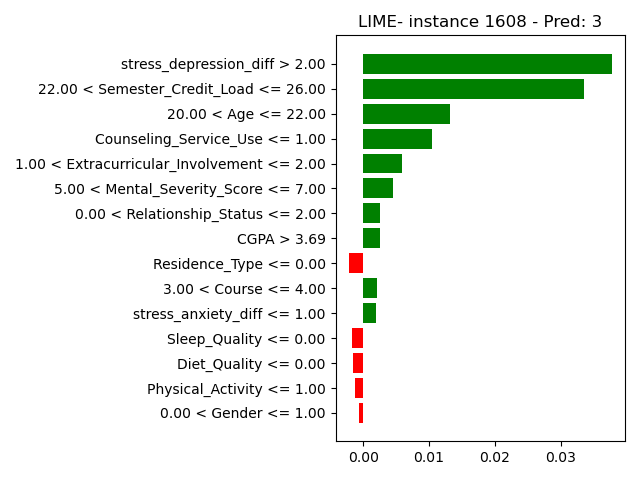 LIME- instance 1608 - Pred: 3
stress_depression_diff > 2.00
22.00 < Semester_Credit_Load <= 26.00
20.00 < Age <= 22.00
Counseling_Service_Use <= 1.00
1.00 < Extracurricular_Involvement <= 2.00
5.00 < Mental_Severity_Score <= 7.00
0.00 < Relationship_Status <= 2.00
CGPA > 3.69
Residence_Type <= 0.00
3.00 < Course <= 4.00
stress_anxiety_diff <= 1.00
Sleep_Quality <= 0.00
Diet_Quality <= 0.00
Physical_Activity <= 1.00
0.00 < Gender <= 1.00
0.00 0.01 0.02 0.03